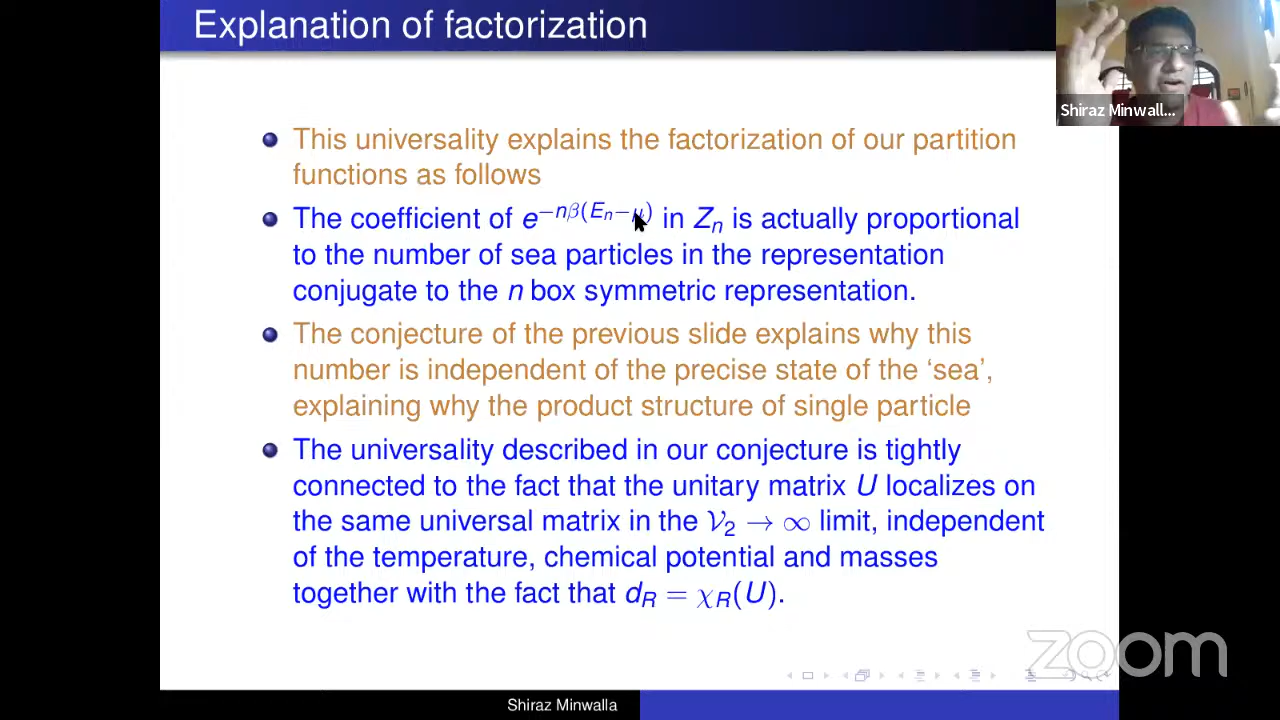 Explanation of factorization
Shiraz Minwall...
This universality explains the factorization of our partition
functions as follows
The coefficient of e^{−nβ(E_n−μ)} in Z_n is actually proportional
to the number of sea particles in the representation
conjugate to the n box symmetric representation.
The conjecture of the previous slide explains why this
number is independent of the precise state of the ‘sea’,
explaining why the product structure of single particle
The universality described in our conjecture is tightly
connected to the fact that the unitary matrix U localizes on
the same universal matrix in the 𝒱_2 → ∞ limit, independent
of the temperature, chemical potential and masses
together with the fact that d_R = χ_R(U).
zoom
Shiraz Minwalla